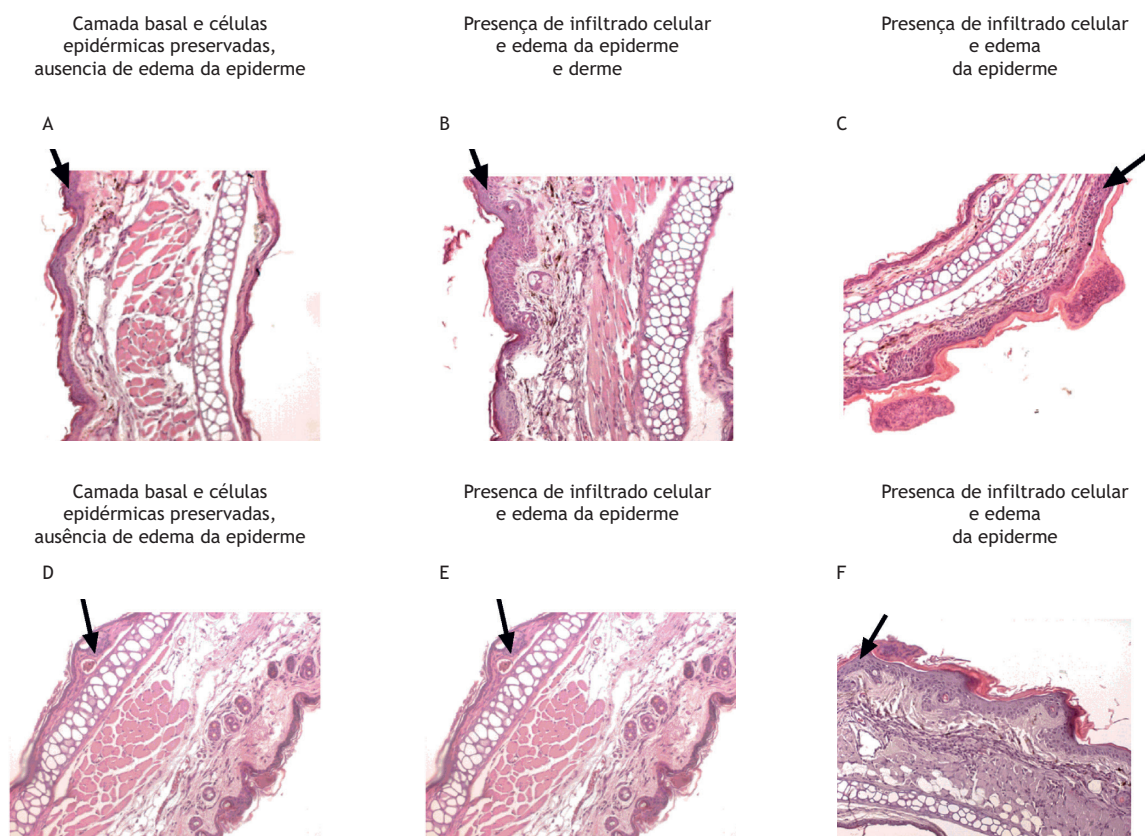 Camada basal e células
epidérmicas preservadas,
ausencia de edema da epiderme
Presença de infiltrado celular
e edema da epiderme
e derme
Presença de infiltrado celular
e edema
da epiderme
A
B
C
Camada basal e células
epidérmicas preservadas,
ausência de edema da epiderme
Presenca de infiltrado celular
e edema da epiderme
Presenca de infiltrado celular
e edema
da epiderme
D
E
F